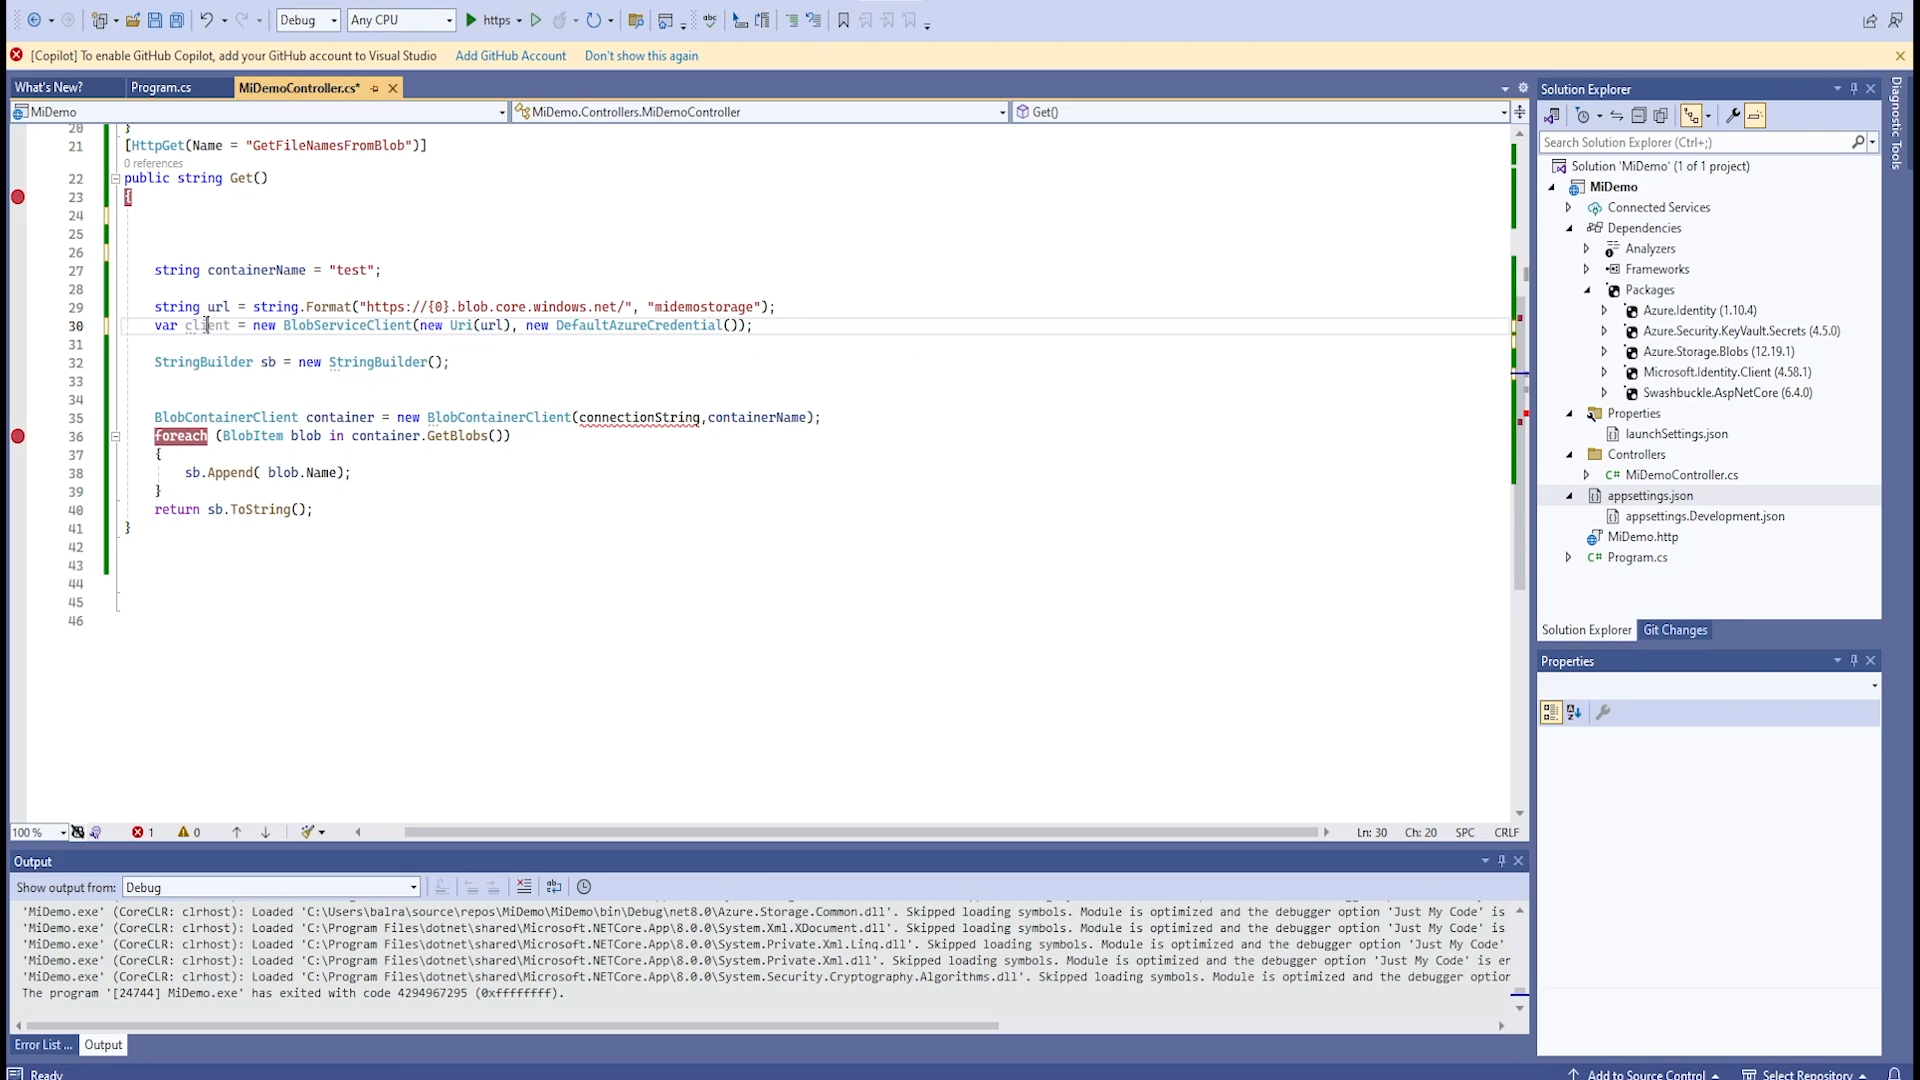 Debug
Any CPU
https
[Copilot] To enable GitHub Copilot, add your GitHub account to Visual Studio Add GitHub Account Don't show this again
What's New? Program.cs MiDemoController.cs*
MiDemo MiDemo.Controllers.MiDemoController Get()
20 }
21 [HttpGet(Name = "GetFileNamesFromBlob")]
0 references
22 public string Get()
23 {
24
25
26
27 string containerName = "test";
28
29 string url = string.Format("https://{0}.blob.core.windows.net/", "midemostorage");
30 var client = new BlobServiceClient(new Uri(url), new DefaultAzureCredential());
31
32 StringBuilder sb = new StringBuilder();
33
34
35 BlobContainerClient container = new BlobContainerClient(connectionString,containerName);
36 foreach (BlobItem blob in container.GetBlobs())
37 {
38 sb.Append( blob.Name);
39 }
40 return sb.ToString();
41 }
42
43
44
45
46
100 % 1 0 Ln: 30 Ch: 20 SPC CRLF
Output
Show output from: Debug
'MiDemo.exe' (CoreCLR: clrhost): Loaded 'C:\Users\balra\source\repos\MiDemo\MiDemo\bin\Debug\net8.0\Azure.Storage.Common.dll'. Skipped loading symbols. Module is optimized and the debugger option 'Just My Code' is
'MiDemo.exe' (CoreCLR: clrhost): Loaded 'C:\Program Files\dotnet\shared\Microsoft.NETCore.App\8.0.0\System.Xml.XDocument.dll'. Skipped loading symbols. Module is optimized and the debugger option 'Just My Code' is
'MiDemo.exe' (CoreCLR: clrhost): Loaded 'C:\Program Files\dotnet\shared\Microsoft.NETCore.App\8.0.0\System.Private.Xml.Linq.dll'. Skipped loading symbols. Module is optimized and the debugger option 'Just My Code'
'MiDemo.exe' (CoreCLR: clrhost): Loaded 'C:\Program Files\dotnet\shared\Microsoft.NETCore.App\8.0.0\System.Private.Xml.dll'. Skipped loading symbols. Module is optimized and the debugger option 'Just My Code' is er
'MiDemo.exe' (CoreCLR: clrhost): Loaded 'C:\Program Files\dotnet\shared\Microsoft.NETCore.App\8.0.0\System.Security.Cryptography.Algorithms.dll'. Skipped loading symbols. Module is optimized and the debugger option
The program '[24744] MiDemo.exe' has exited with code 4294967295 (0xffffffff).
Error List ... Output
Ready
Solution Explorer
Search Solution Explorer (Ctrl+;)
Solution 'MiDemo' (1 of 1 project)
MiDemo
Connected Services
Dependencies
Analyzers
Frameworks
Packages
Azure.Identity (1.10.4)
Azure.Security.KeyVault.Secrets (4.5.0)
Azure.Storage.Blobs (12.19.1)
Microsoft.Identity.Client (4.58.1)
Swashbuckle.AspNetCore (6.4.0)
Properties
launchSettings.json
Controllers
C# MiDemoController.cs
appsettings.json
appsettings.Development.json
MiDemo.http
C# Program.cs
Solution Explorer Git Changes
Properties
Diagnostic Tools
Add to Source Control Select Repository